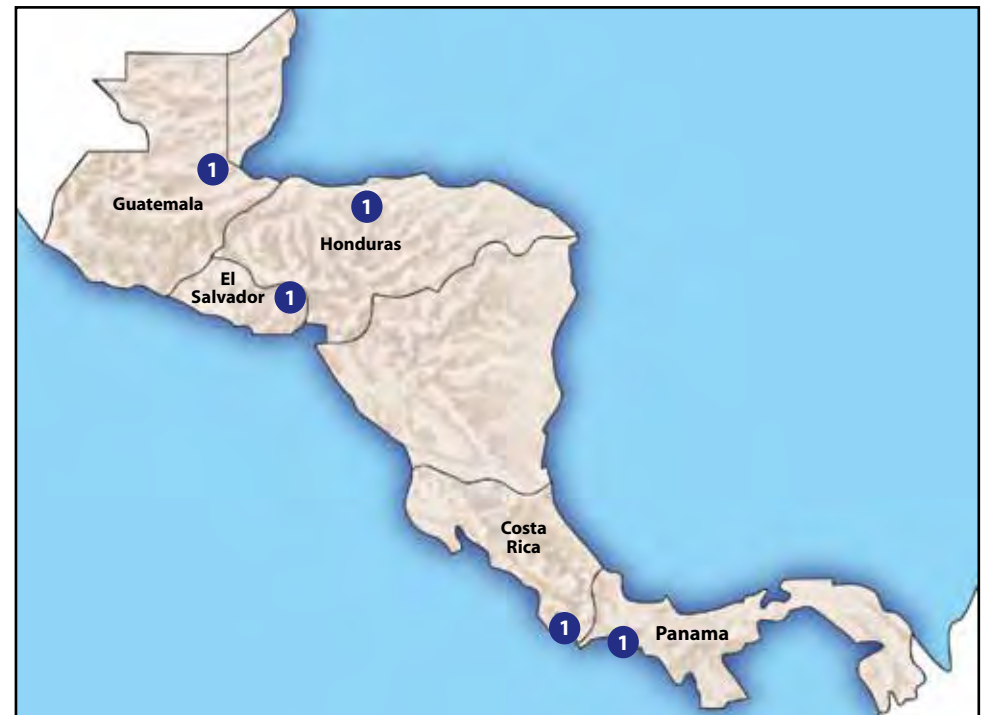 1
Guatemala
1
Honduras
El
Salvador
1
Costa
Rica
1
1
Panama